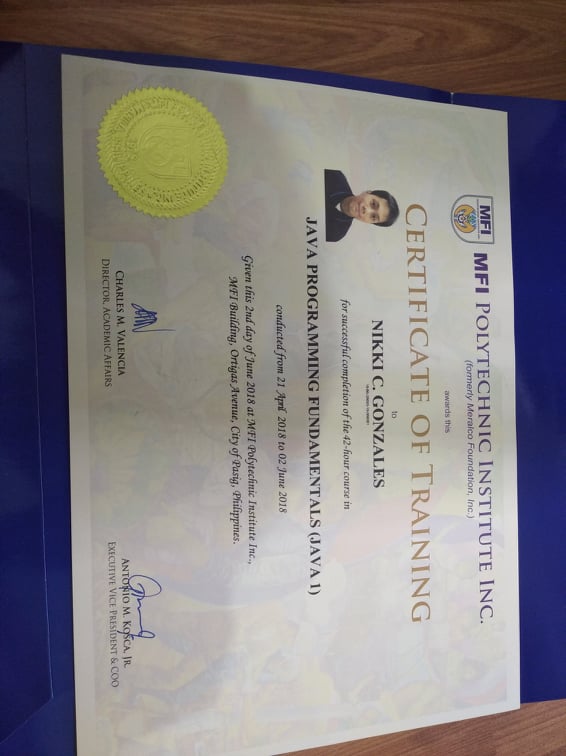 MFI
MFI POLYTECHNIC INSTITUTE INC.
(formerly Meralco Foundation, Inc.)
awards this
CERTIFICATE OF TRAINING
to
NIKKI C. GONZALES
for successful completion of the 42-hour course in
JAVA PROGRAMMING FUNDAMENTALS (JAVA 1)
conducted from 21 April 2018 to 02 June 2018
Given this 2nd day of June 2018 at MFI Polytechnic Institute Inc.,
MFI Building, Ortigas Avenue, City of Pasig, Philippines.
CHARLES M. VALENCIA
DIRECTOR, ACADEMIC AFFAIRS
ANTONIO M. KOSCA, JR.
EXECUTIVE VICE PRESIDENT & COO